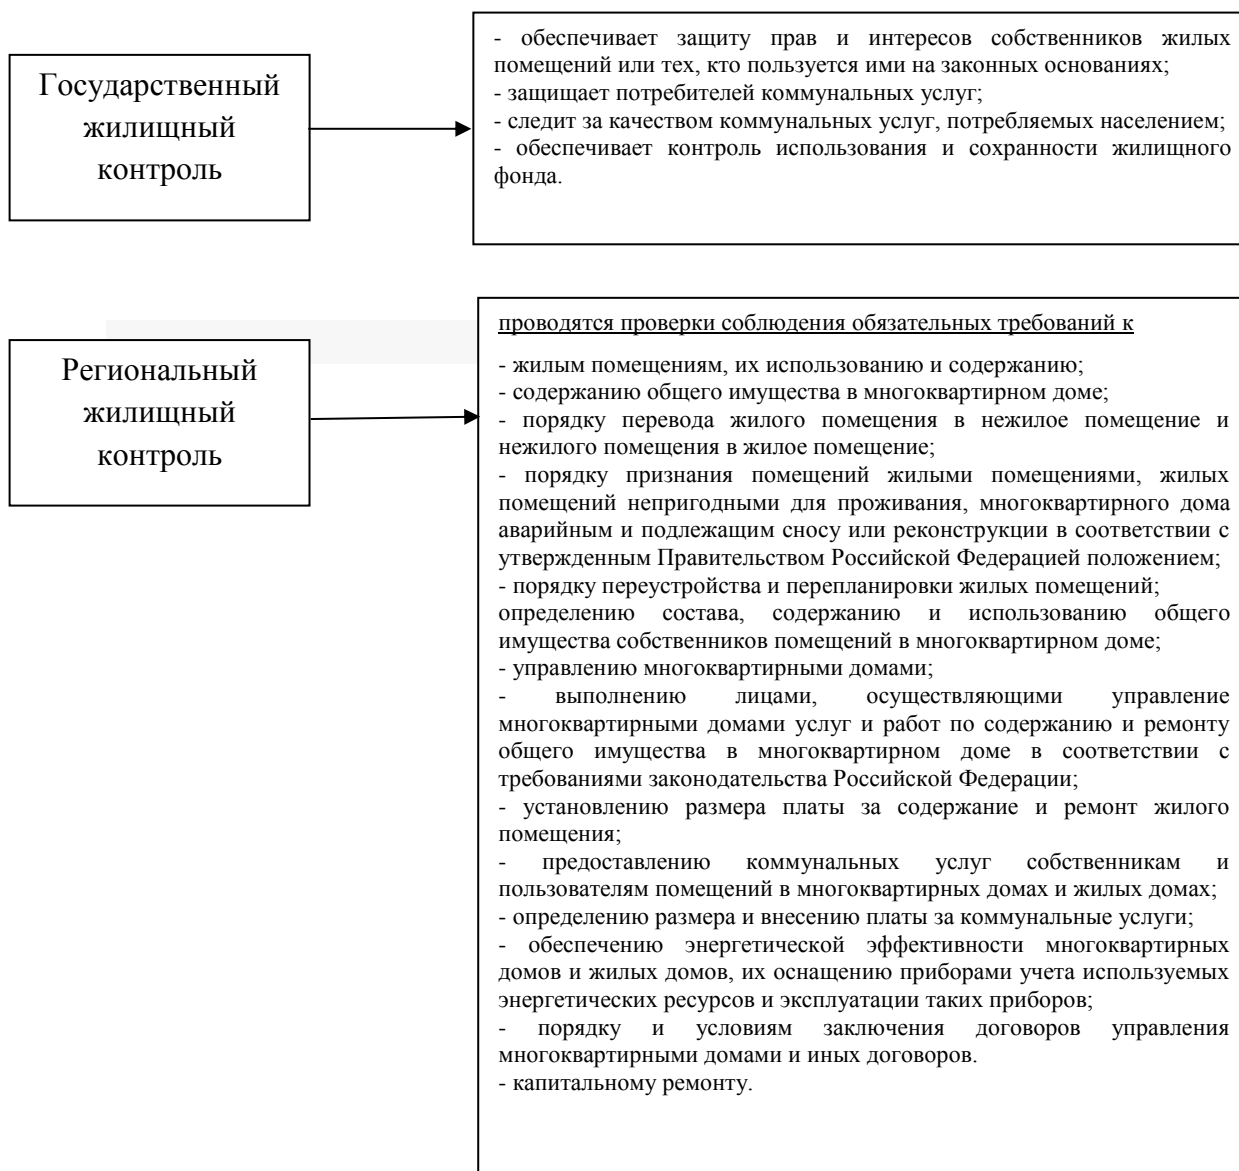 Государственный
жилищный
контроль
- обеспечивает защиту прав и интересов собственников жилых
помещений или тех, кто пользуется ими на законных основаниях;
- защищает потребителей коммунальных услуг;
- следит за качеством коммунальных услуг, потребляемых населением;
- обеспечивает контроль использования и сохранности жилищного
фонда.
Региональный
жилищный
контроль
проводятся проверки соблюдения обязательных требований к
- жилым помещениям, их использованию и содержанию;
- содержанию общего имущества в многоквартирном доме;
- порядку перевода жилого помещения в нежилое помещение и
нежилого помещения в жилое помещение;
- порядку признания помещений жилыми помещениями, жилых
помещений непригодными для проживания, многоквартирного дома
аварийным и подлежащим сносу или реконструкции в соответствии с
утвержденным Правительством Российской Федерацией положением;
- порядку переустройства и перепланировки жилых помещений;
определению состава, содержанию и использованию общего
имущества собственников помещений в многоквартирном доме;
- управлению многоквартирными домами;
- выполнению лицами, осуществляющими управление
многоквартирными домами услуг и работ по содержанию и ремонту
общего имущества в многоквартирном доме в соответствии с
требованиями законодательства Российской Федерации;
- установлению размера платы за содержание и ремонт жилого
помещения;
- предоставлению коммунальных услуг собственникам и
пользователям помещений в многоквартирных домах и жилых домах;
- определению размера и внесению платы за коммунальные услуги;
- обеспечению энергетической эффективности многоквартирных
домов и жилых домов, их оснащению приборами учета используемых
энергетических ресурсов и эксплуатации таких приборов;
- порядку и условиям заключения договоров управления
многоквартирными домами и иных договоров.
- капитальному ремонту.